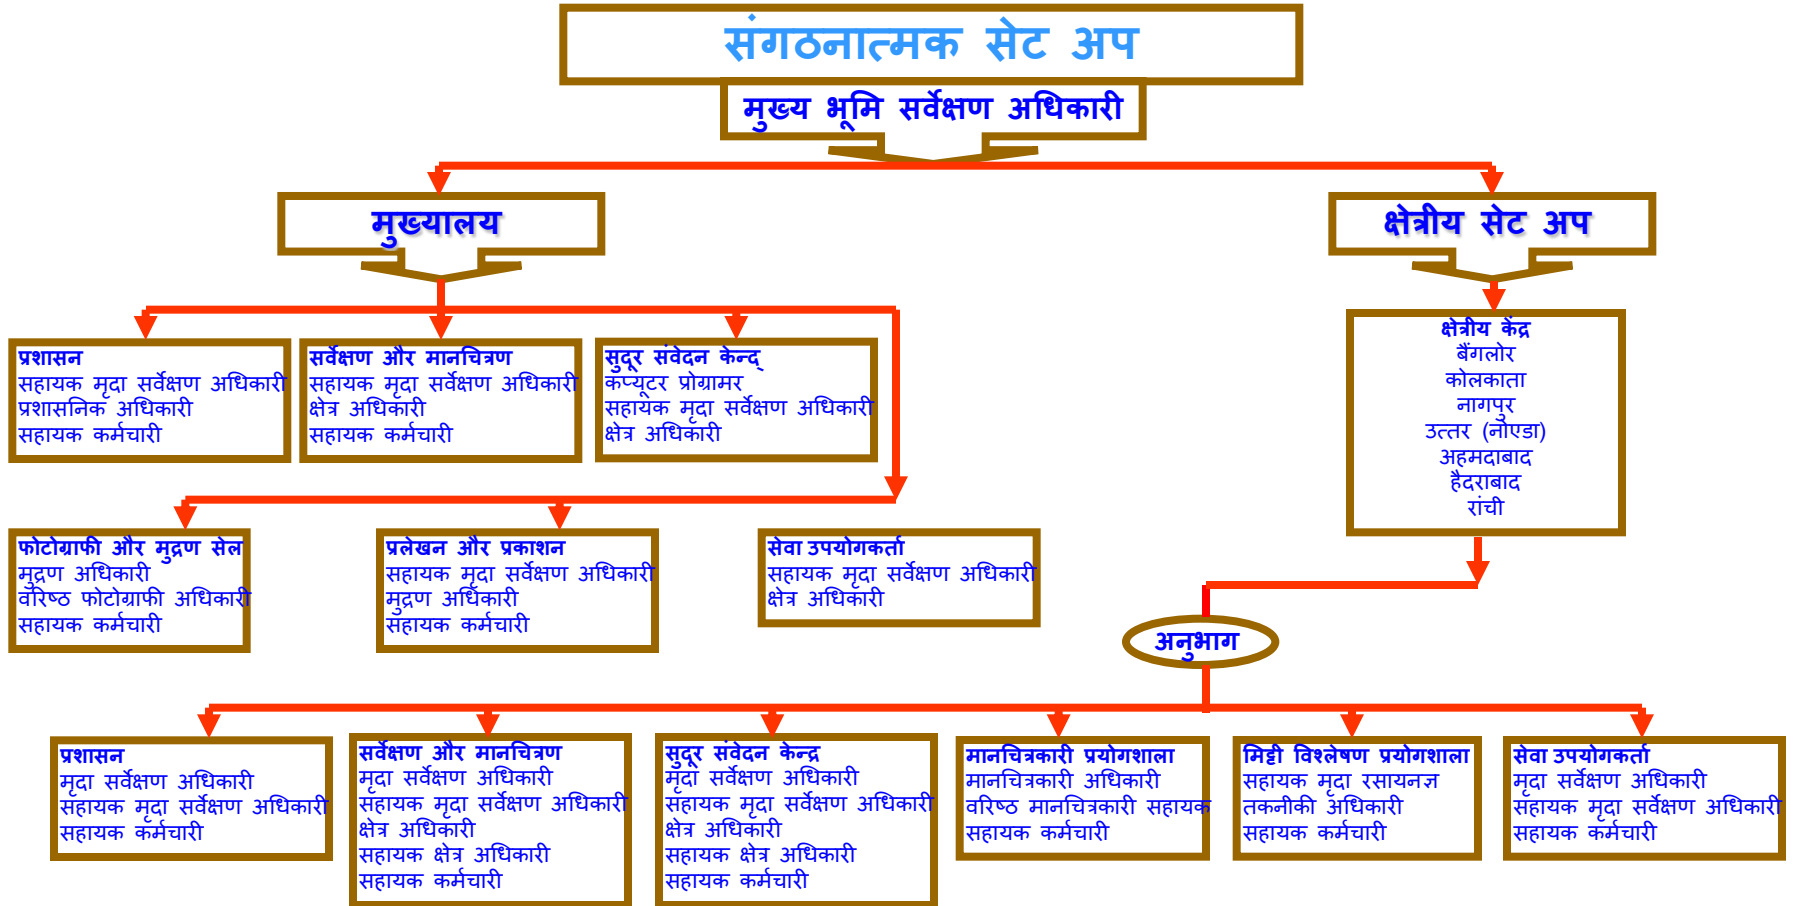 संगठनात्मक सेट अप
मुख्य भूमि सर्वेक्षण अधिकारी
मुख्यालय
क्षेत्रीय सेट अप
प्रशासन
सहायक मृदा सर्वेक्षण अधिकारी
प्रशासनिक अधिकारी
सहायक कर्मचारी
सर्वेक्षण और मानचित्रण
सहायक मृदा सर्वेक्षण अधिकारी
क्षेत्र अधिकारी
सहायक कर्मचारी
सुदूर संवेदन केन्द्
कप्यूटर प्रोग्रामर
सहायक मृदा सर्वेक्षण अधिकारी
क्षेत्र अधिकारी
क्षेत्रीय केंद्र
बैंगलोर
कोलकाता
नागपुर
उत्तर (नोएडा)
अहमदाबाद
हैदराबाद
रांची
फोटोग्राफी और मुद्रण सेल
मुद्रण अधिकारी
वरिष्ठ फोटोग्राफी अधिकारी
सहायक कर्मचारी
प्रलेखन और प्रकाशन
सहायक मृदा सर्वेक्षण अधिकारी
मुद्रण अधिकारी
सहायक कर्मचारी
सेवा उपयोगकर्ता
सहायक मृदा सर्वेक्षण अधिकारी
क्षेत्र अधिकारी
अनुभाग
प्रशासन
मृदा सर्वेक्षण अधिकारी
सहायक मृदा सर्वेक्षण अधिकारी
सहायक कर्मचारी
सर्वेक्षण और मानचित्रण
मृदा सर्वेक्षण अधिकारी
सहायक मृदा सर्वेक्षण अधिकारी
क्षेत्र अधिकारी
सहायक क्षेत्र अधिकारी
सहायक कर्मचारी
सुदूर संवेदन केन्द्र
मृदा सर्वेक्षण अधिकारी
सहायक मृदा सर्वेक्षण अधिकारी
क्षेत्र अधिकारी
सहायक क्षेत्र अधिकारी
सहायक कर्मचारी
मानचित्रकारी प्रयोगशाला
मानचित्रकारी अधिकारी
वरिष्ठ मानचित्रकारी सहायक
सहायक कर्मचारी
मिट्टी विश्लेषण प्रयोगशाला
सहायक मृदा रसायनज्ञ
तकनीकी अधिकारी
सहायक कर्मचारी
सेवा उपयोगकर्ता
मृदा सर्वेक्षण अधिकारी
सहायक मृदा सर्वेक्षण अधिकारी
सहायक कर्मचारी